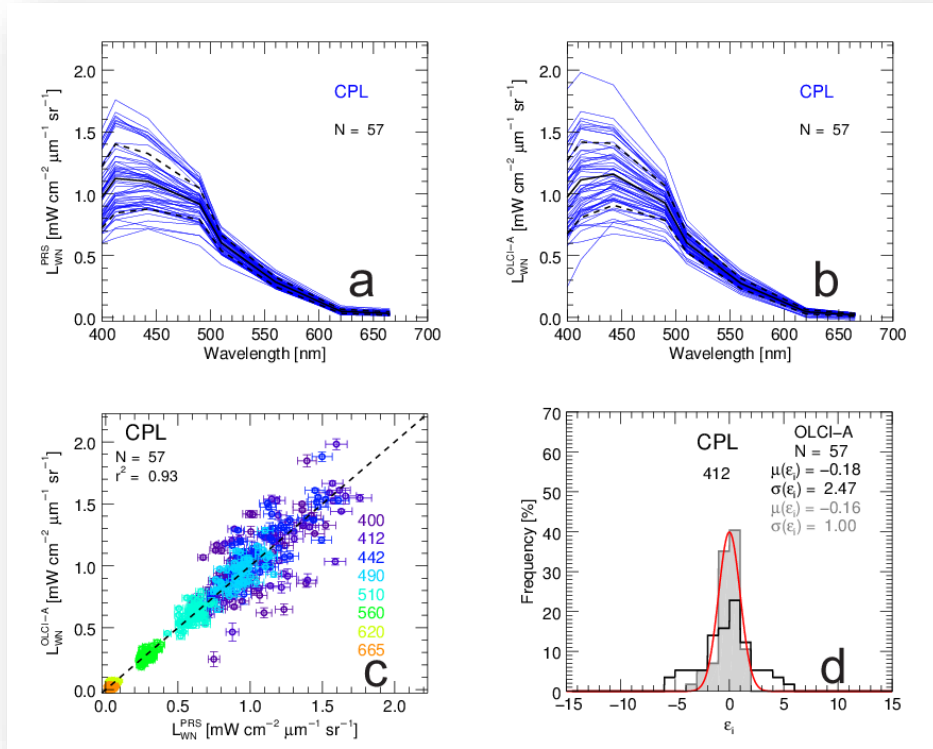 2.0
1.5
1.0
0.5
0.0
L_WN^PRS [mW cm⁻² μm⁻¹ sr⁻¹]
CPL
N = 57
a
400 450 500 550 600 650 700
Wavelength [nm]
2.0
1.5
1.0
0.5
0.0
L_WN^OLCI−A [mW cm⁻² μm⁻¹ sr⁻¹]
CPL
N = 57
b
400 450 500 550 600 650 700
Wavelength [nm]
2.0
1.5
1.0
0.5
0.0
L_WN^OLCI−A [mW cm⁻² μm⁻¹ sr⁻¹]
CPL
N = 57
r² = 0.93
400
412
442
490
510
560
620
665
c
0.0 0.5 1.0 1.5 2.0
L_WN^PRS [mW cm⁻² μm⁻¹ sr⁻¹]
70
60
50
40
30
20
10
0
Frequency [%]
CPL
412
OLCI−A
N = 57
μ(ε_i) = −0.18
σ(ε_i) = 2.47
μ(ε_i) = −0.16
σ(ε_i) = 1.00
d
−15 −10 −5 0 5 10 15
ε_i